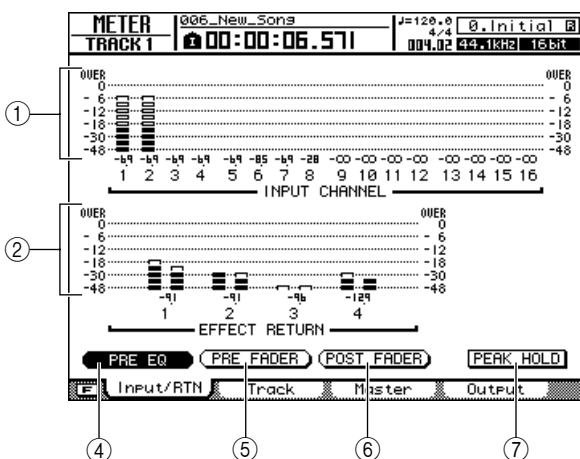 METER 006_New_Song ♩=120.0 4/4 0.Initial R
TRACK 1 00:00:06.571 004.02 44.1kHz 16bit
① OVER OVER
0 0
- 6 - 6
-12 -12
-18 -18
-30 -30
-48 -48
-69 -69 -69 -69 -69 -85 -69 -28 -∞ -∞ -∞ -∞ -∞ -∞ -∞ -∞
1 2 3 4 5 6 7 8 9 10 11 12 13 14 15 16
INPUT CHANNEL
② OVER OVER
0 0
- 6 - 6
-12 -12
-18 -18
-30 -30
-48 -48
-91 -91 -96 -129
1 2 3 4
EFFECT RETURN
PRE EQ PRE FADER POST FADER PEAK HOLD
F Input/RTN Track Master Output
④ ⑤ ⑥ ⑦